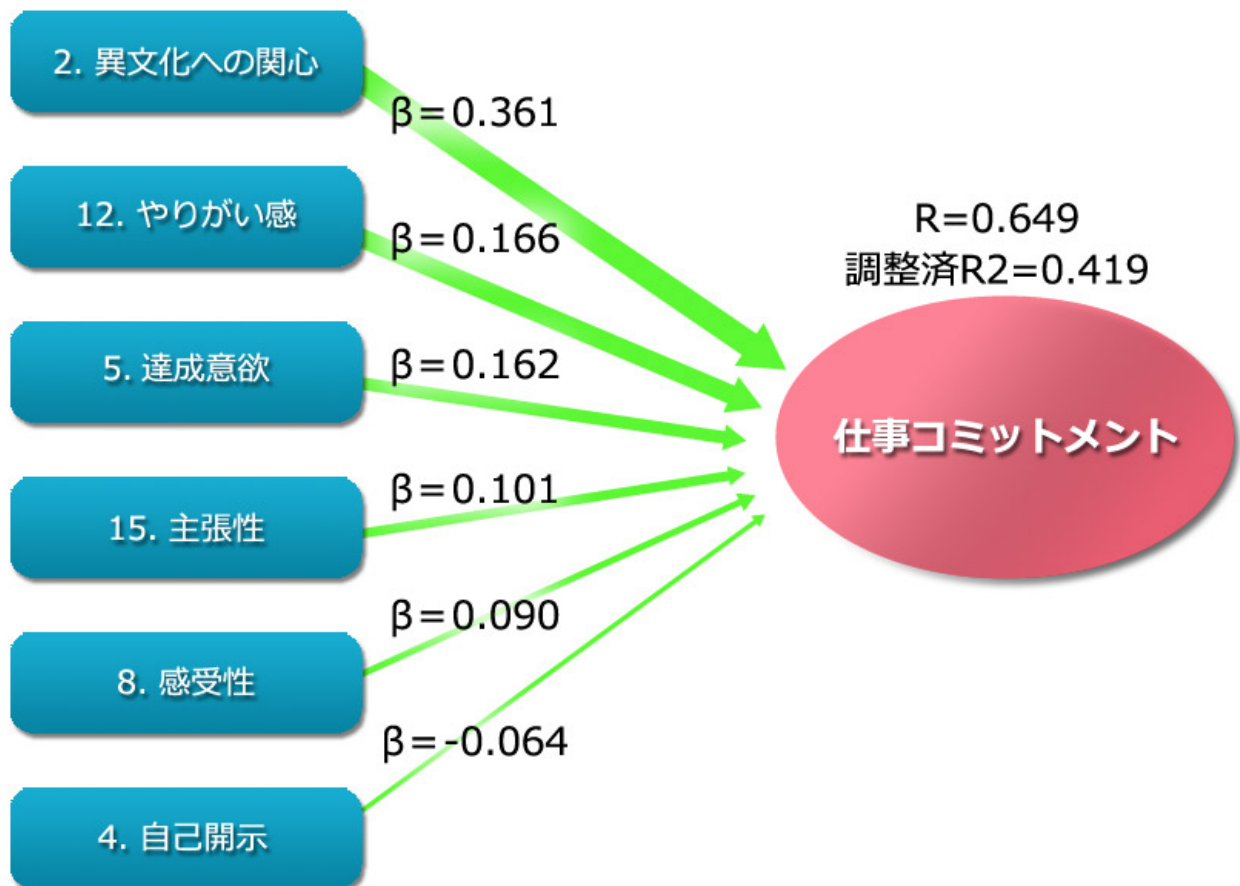 2. 異文化への関心
β=0.361
12. やりがい感
β=0.166
R=0.649
調整済R2=0.419
5. 達成意欲
β=0.162
仕事コミットメント
15. 主張性
β=0.101
8. 感受性
β=0.090
4. 自己開示
β=-0.064